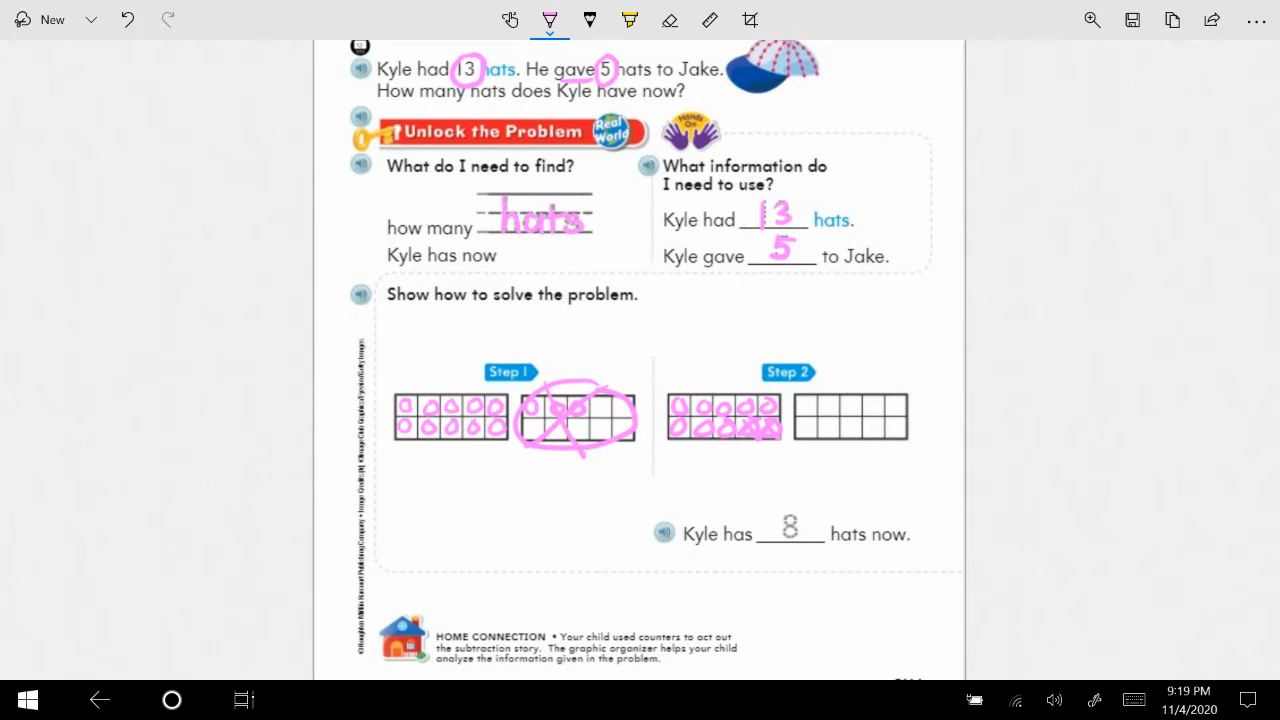 New
Kyle had 13 hats. He gave 5 hats to Jake.
How many hats does Kyle have now?
Unlock the Problem
Real
World
Hands
On
What do I need to find?
how many hats
Kyle has now
What information do
I need to use?
Kyle had 13 hats.
Kyle gave 5 to Jake.
Show how to solve the problem.
Step 1
Step 2
Kyle has 8 hats now.
HOME CONNECTION • Your child used counters to act out
the subtraction story. The graphic organizer helps your child
analyze the information given in the problem.
9:19 PM
11/4/2020